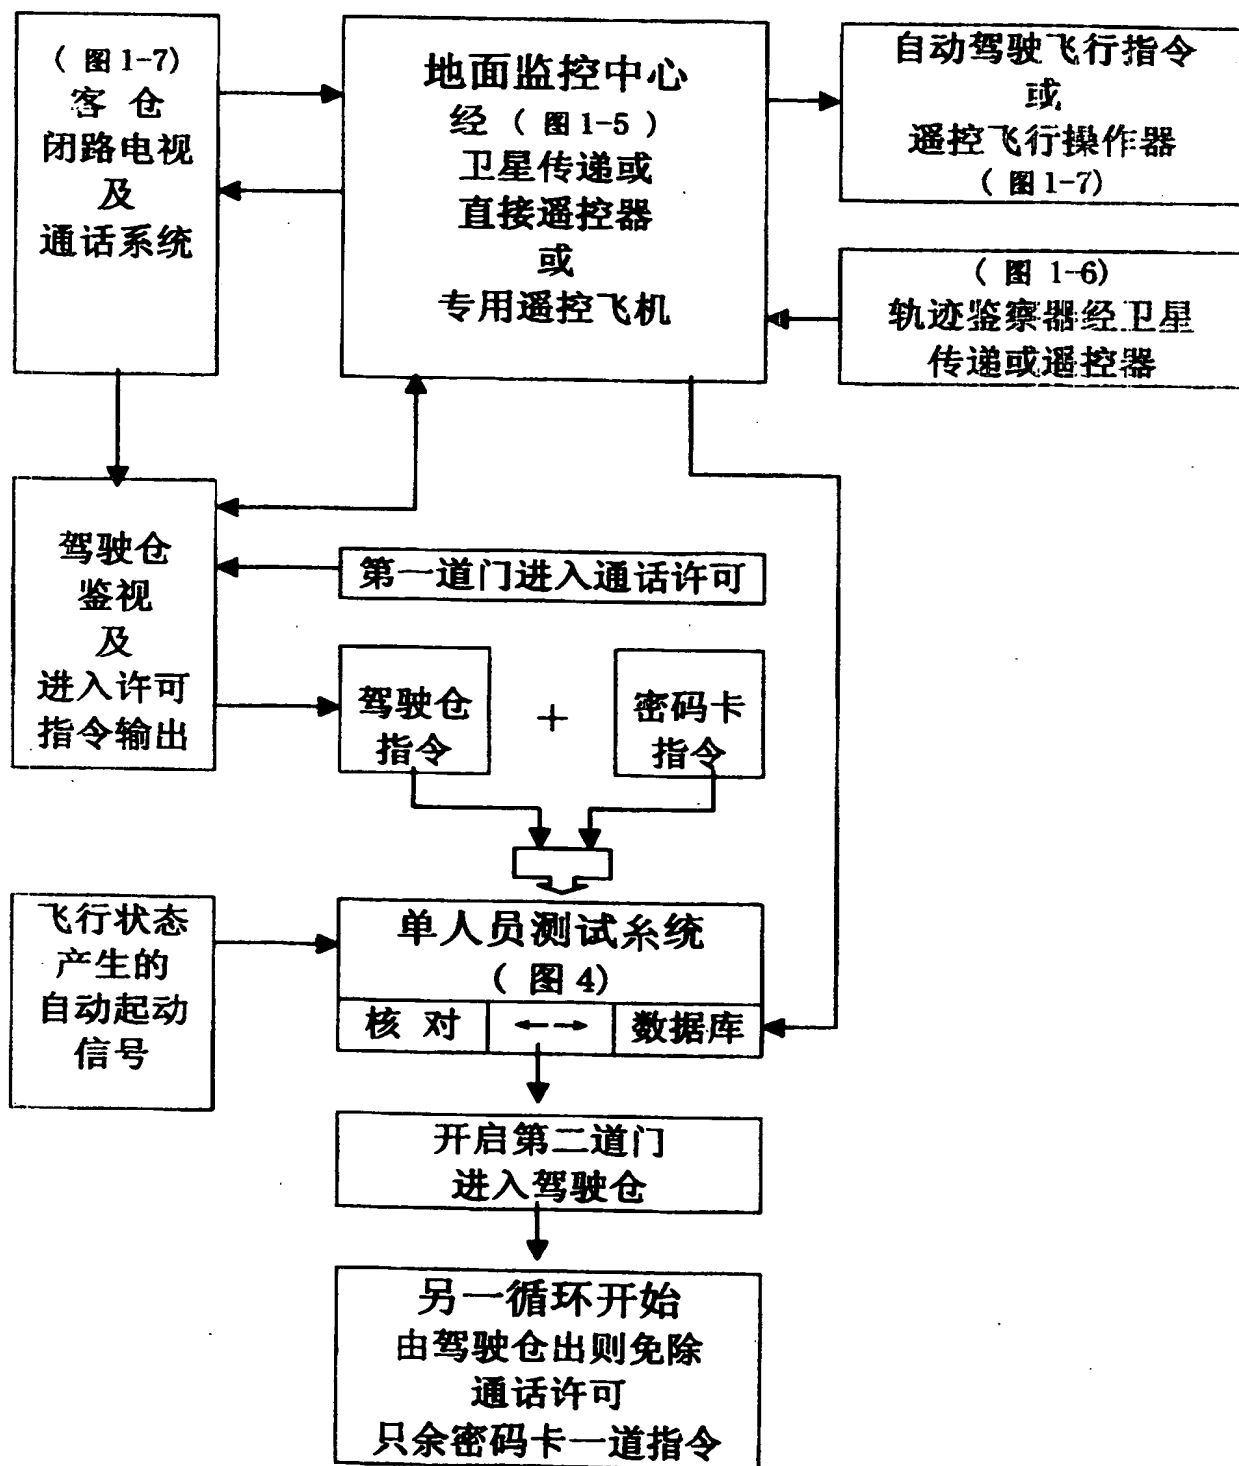 （ 图 1-7)
客 仓
闭路电视
及
通话系统
地面监控中心
经（ 图1-5 ）
卫星传递或
直接遥控器
或
专用遥控飞机
自动驾驶飞行指令
或
遥控飞行操作器
（ 图1-7)
（ 图 1-6)
轨迹鉴察器经卫星
传递或遥控器
驾驶仓
鉴视
及
进入许可
指令输出
第一道门进入通话许可
驾驶仓
指令
+
密码卡
指令
飞行状态
产生的
自动起动
信号
单人员测试糸统
（ 图 4)
核 对
数据库
开启第二道门
进入驾驶仓
另一循环开始
由驾驶仓出则免除
通话许可
只余密码卡一道指令